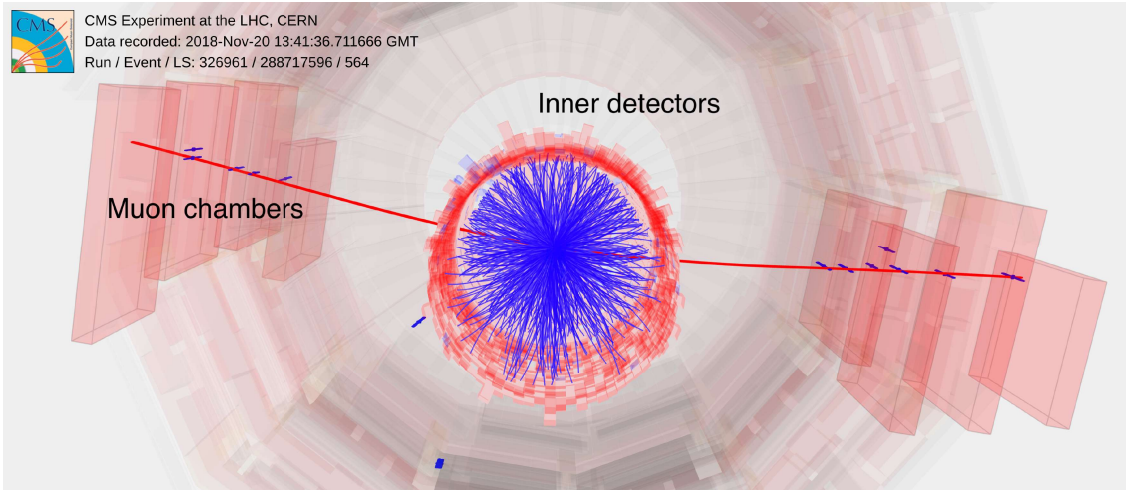 CMS
CMS Experiment at the LHC, CERN
Data recorded: 2018-Nov-20 13:41:36.711666 GMT
Run / Event / LS: 326961 / 288717596 / 564
Inner detectors
Muon chambers